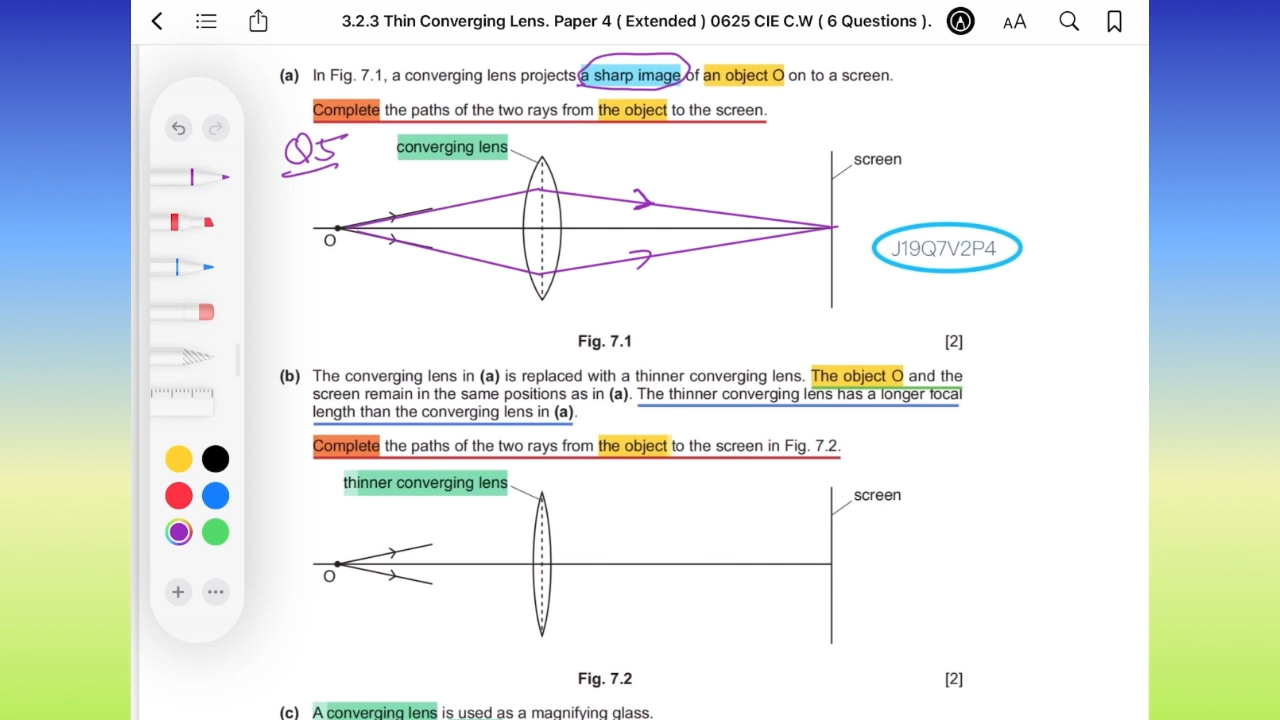 3.2.3 Thin Converging Lens. Paper 4 ( Extended ) 0625 CIE C.W ( 6 Questions ).
AA
(a) In Fig. 7.1, a converging lens projects a sharp image of an object O on to a screen.
Complete the paths of the two rays from the object to the screen.
Q5
converging lens
screen
O
J19Q7V2P4
Fig. 7.1 [2]
(b) The converging lens in (a) is replaced with a thinner converging lens. The object O and the
screen remain in the same positions as in (a). The thinner converging lens has a longer focal
length than the converging lens in (a).
Complete the paths of the two rays from the object to the screen in Fig. 7.2.
thinner converging lens
screen
O
Fig. 7.2 [2]
(c) A converging lens is used as a magnifying glass.